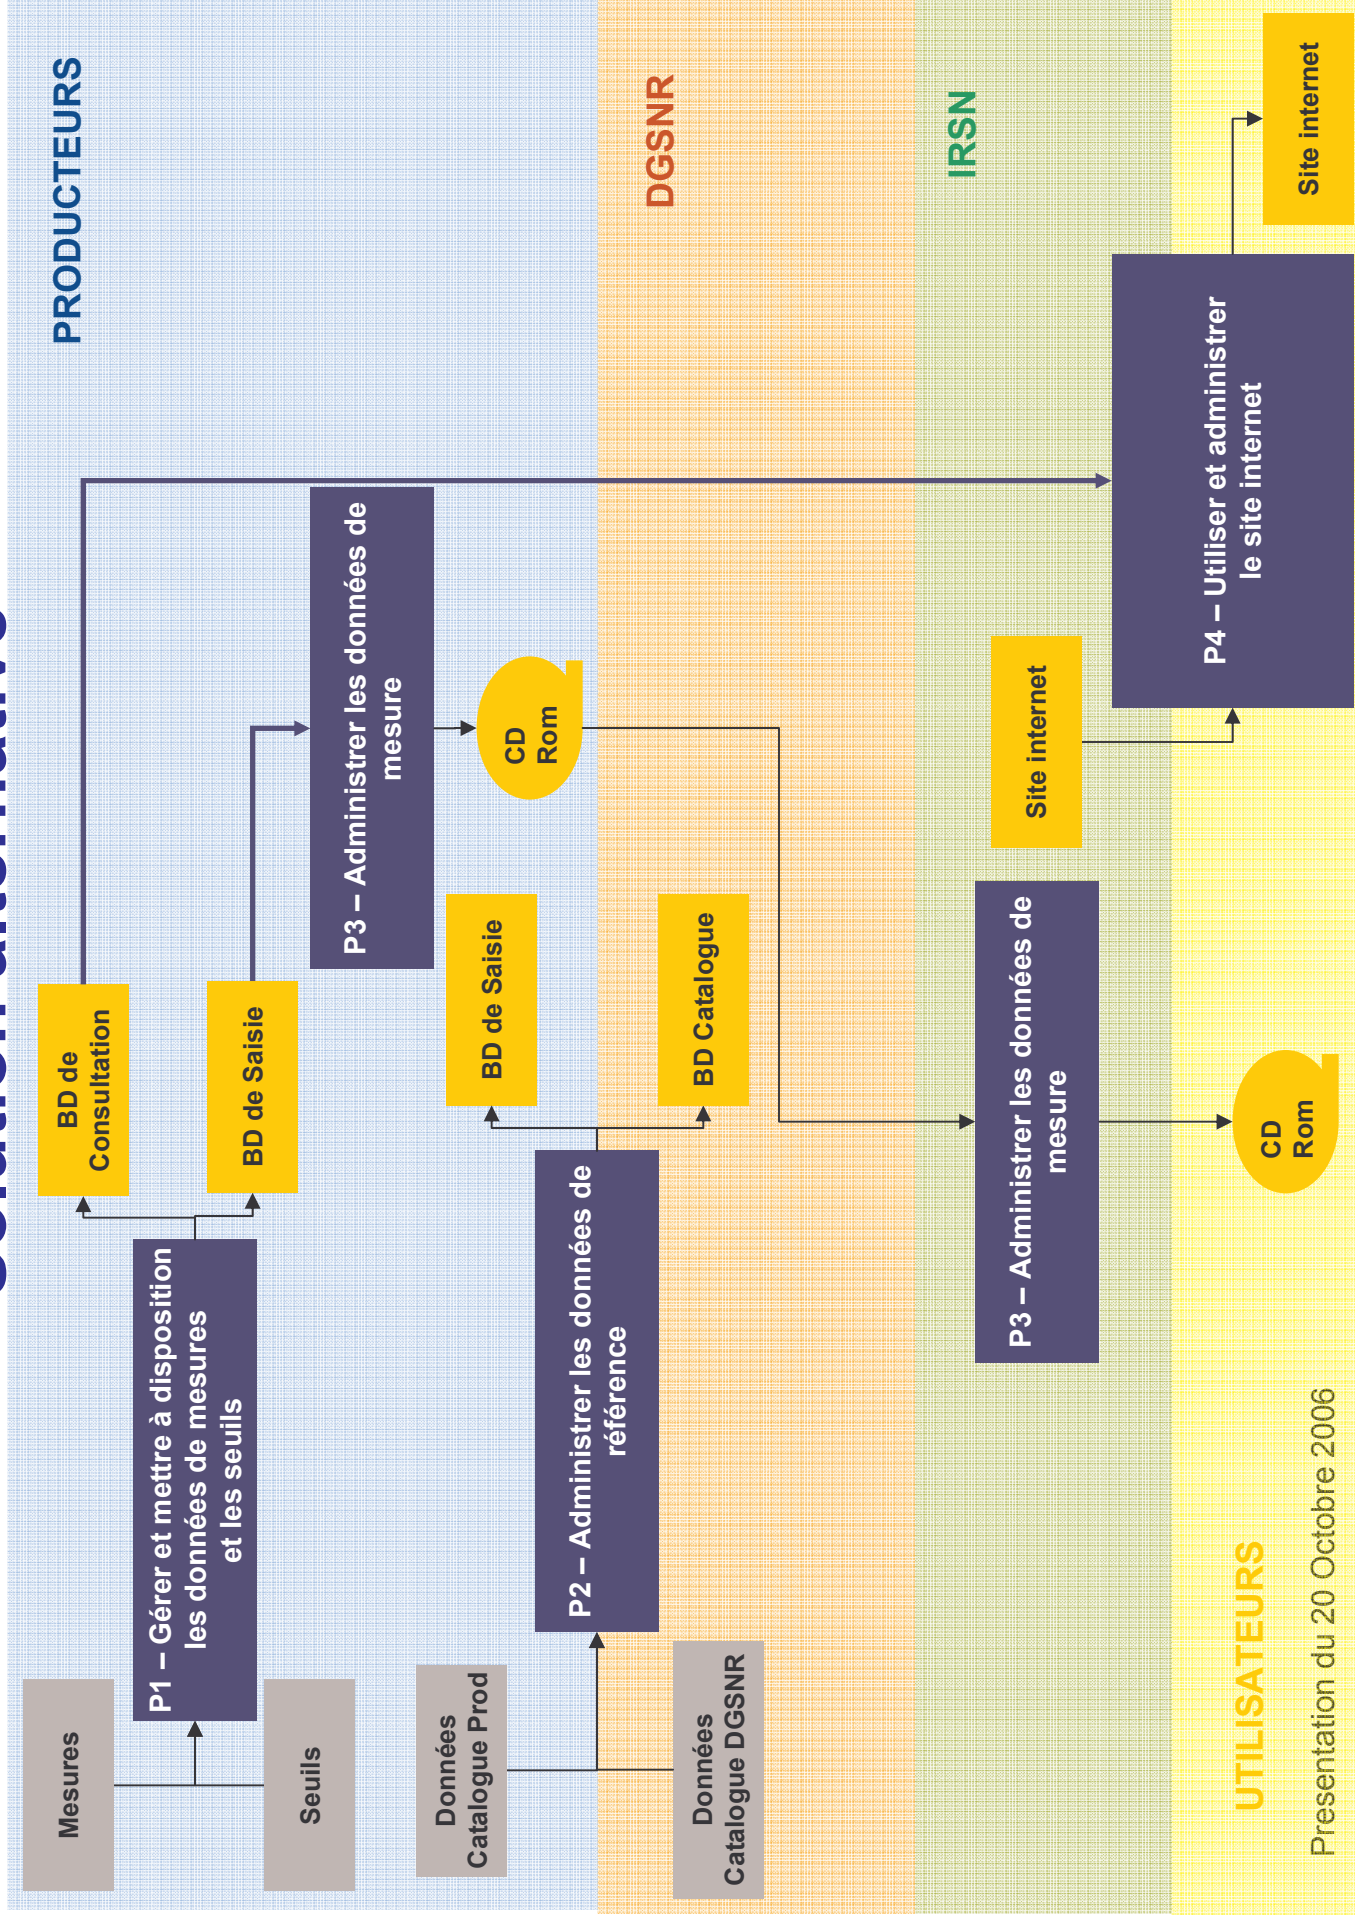 PRODUCTEURS
Mesures
BD de
Consultation
P1 – Gérer et mettre à disposition
les données de mesures
et les seuils
BD de Saisie
Seuils
P3 – Administrer les données de
mesure
Données
Catalogue Prod
BD de Saisie
CD
Rom
P2 – Administrer les données de
référence
DGSNR
Données
Catalogue DGSNR
BD Catalogue
IRSN
P3 – Administrer les données de
mesure
Site internet
P4 – Utiliser et administrer
le site internet
UTILISATEURS
CD
Rom
Site internet
Presentation du 20 Octobre 2006